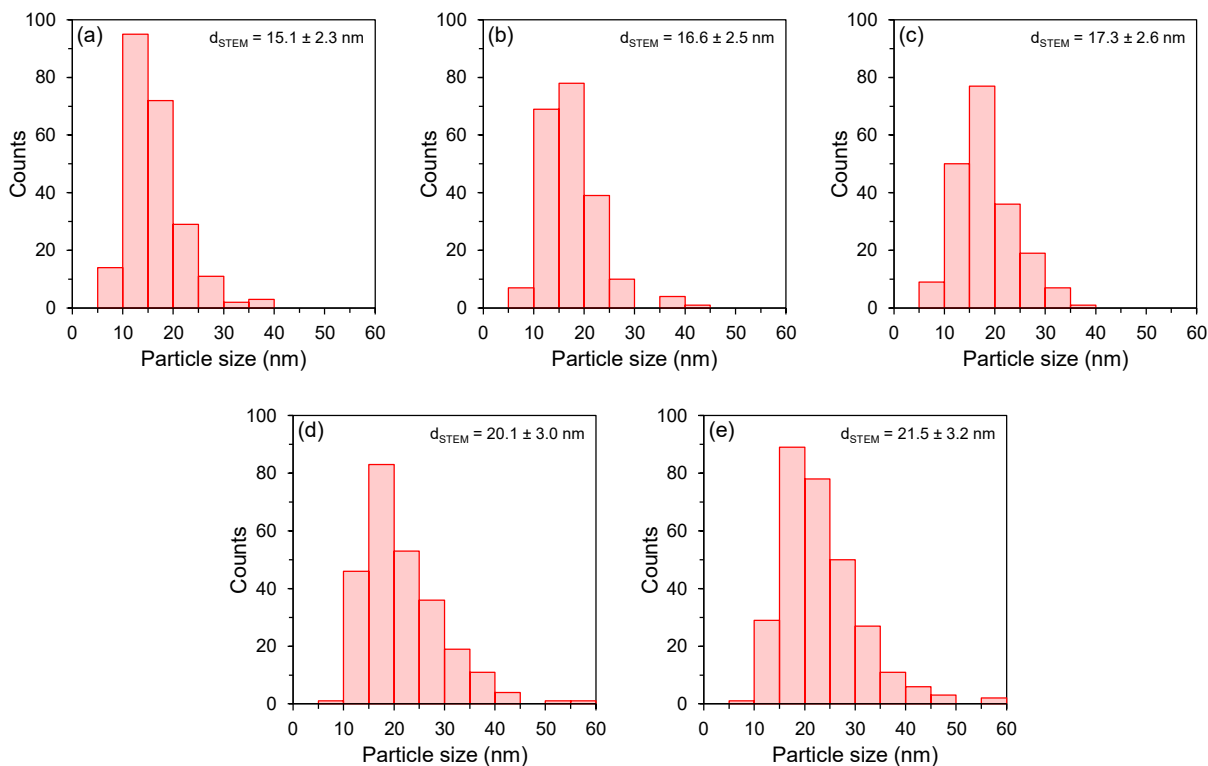 (a)
d_STEM = 15.1 ± 2.3 nm
100
80
60
40
20
0
Counts
0 10 20 30 40 50 60
Particle size (nm)
(b)
d_STEM = 16.6 ± 2.5 nm
100
80
60
40
20
0
Counts
0 10 20 30 40 50 60
Particle size (nm)
(c)
d_STEM = 17.3 ± 2.6 nm
100
80
60
40
20
0
Counts
0 10 20 30 40 50 60
Particle size (nm)
(d)
d_STEM = 20.1 ± 3.0 nm
100
80
60
40
20
0
Counts
0 10 20 30 40 50 60
Particle size (nm)
(e)
d_STEM = 21.5 ± 3.2 nm
100
80
60
40
20
0
Counts
0 10 20 30 40 50 60
Particle size (nm)